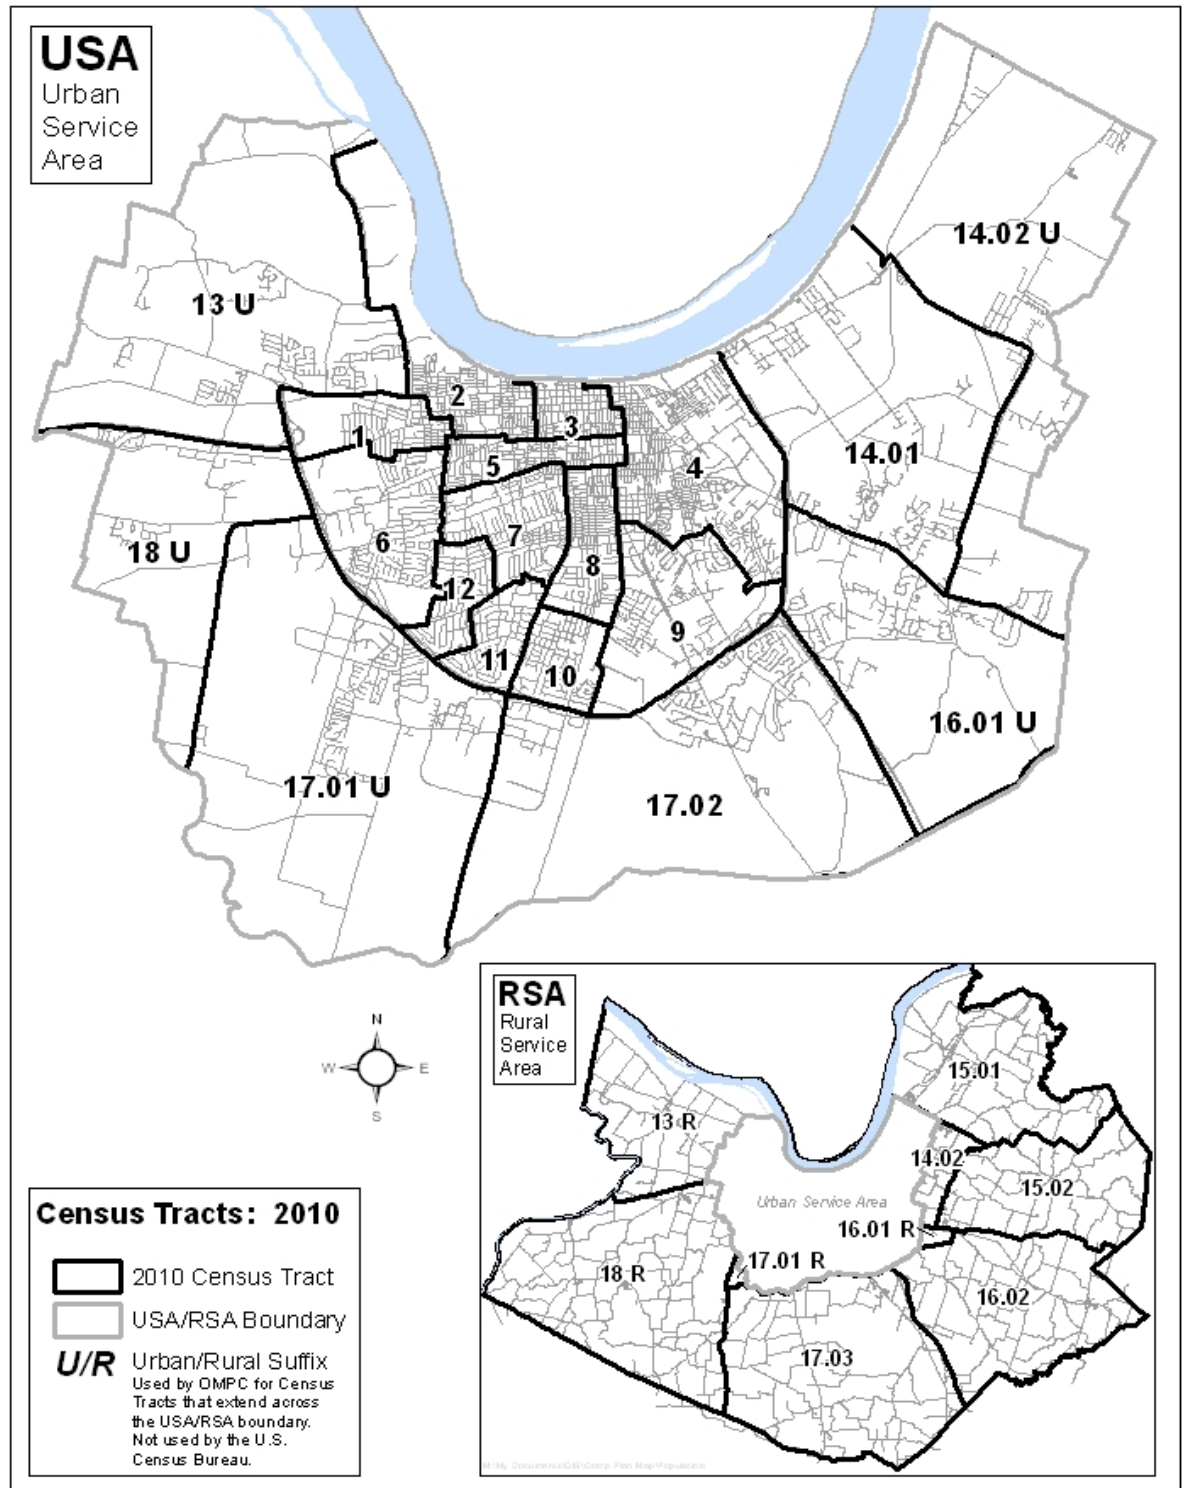 USA
Urban
Service
Area
14.02 U
13 U
2
3
1
4
14.01
5
6
7
18 U
8
12
9
11
10
16.01 U
17.01 U
17.02
N
W
E
S
RSA
Rural
Service
Area
15.01
13 R
14.02
15.02
Urban Service Area
16.01 R
17.01 R
18 R
16.02
17.03
Census Tracts: 2010
2010 Census Tract
USA/RSA Boundary
U/R Urban/Rural Suffix
Used by OMPC for Census
Tracts that extend across
the USA/RSA boundary.
Not used by the U.S.
Census Bureau.